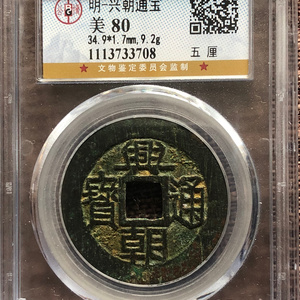 明-兴朝通宝
美 80
34.9*1.7mm,9.2g
五厘
1113733708
★文物鉴定委员会监制★
興朝通寶